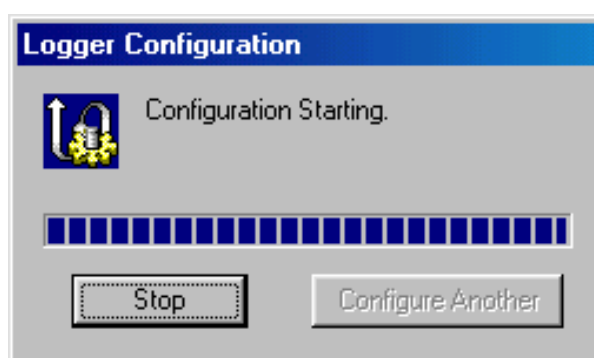 Logger Configuration
Configuration Starting.
Stop
Configure Another